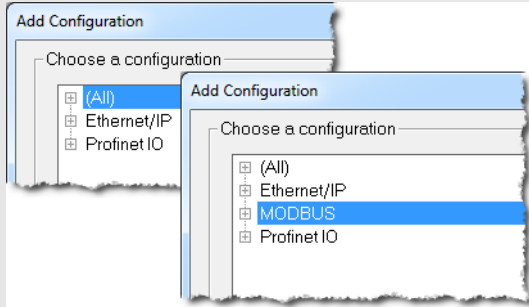 Add Configuration
Choose a configuration
(All)
Ethernet/IP
Profinet IO
Add Configuration
Choose a configuration
(All)
Ethernet/IP
MODBUS
Profinet IO